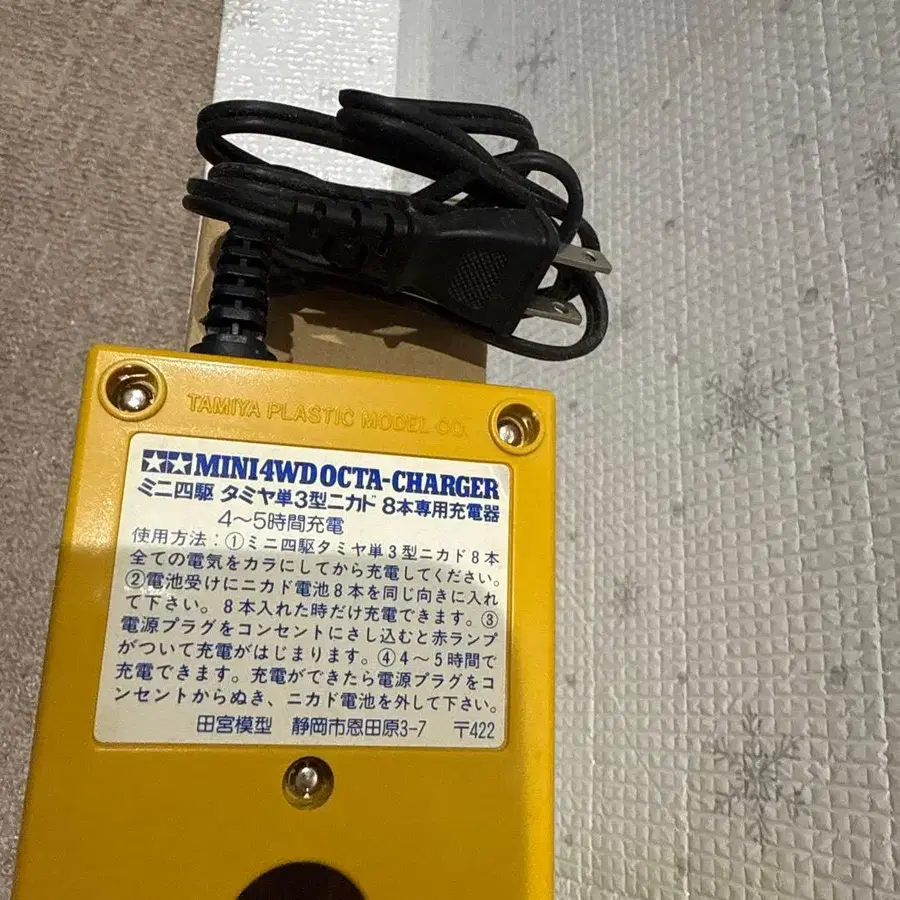 TAMIYA PLASTIC MODEL CO.
MINI4WD OCTA-CHARGER
ミニ四駆 タミヤ単3型ニカド 8本専用充電器
4〜5時間充電
使用方法：①ミニ四駆タミヤ単3型ニカド8本
全ての電気をカラにしてから充電してください。
②電池受けにニカド電池8本を同じ向きに入れ
て下さい。8本入れた時だけ充電できます。③
電源プラグをコンセントにさし込むと赤ランプ
がついて充電がはじまります。④4〜5時間で
充電できます。充電ができたら電源プラグをコ
ンセントからぬき、ニカド電池を外して下さい。
田宮模型 静岡市恩田原3-7 〒422